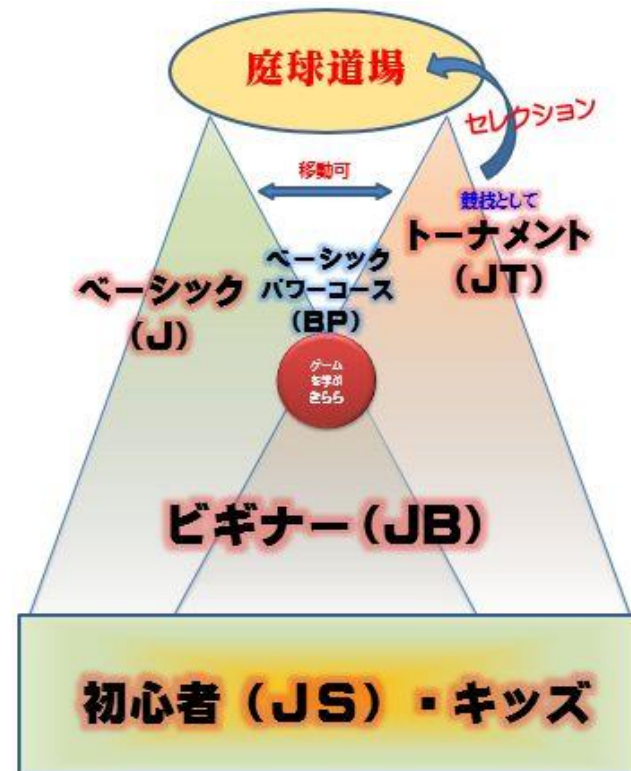 庭球道場
セレクション
移動可
競技として
トーナメント
(JT)
ベーシック
パワーコース
(BP)
ベーシック
(J)
ゲーム
を学ぶ
きらら
ビギナー(JB)
初心者(JS)・キッズ